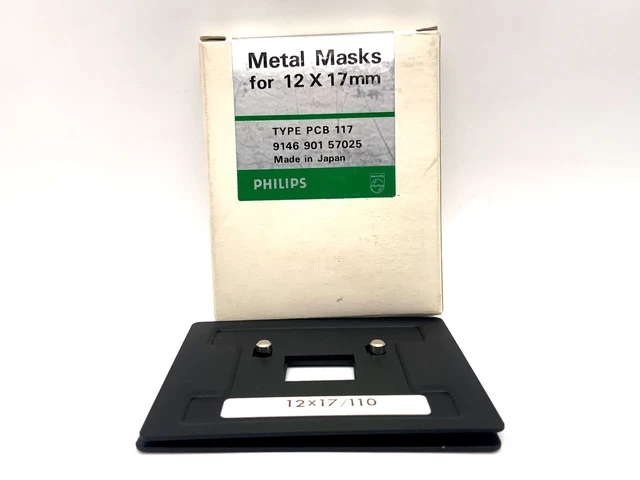 Metal Masks
for 12 X 17mm
TYPE PCB 117
9146 901 57025
Made in Japan
PHILIPS
12×17/110